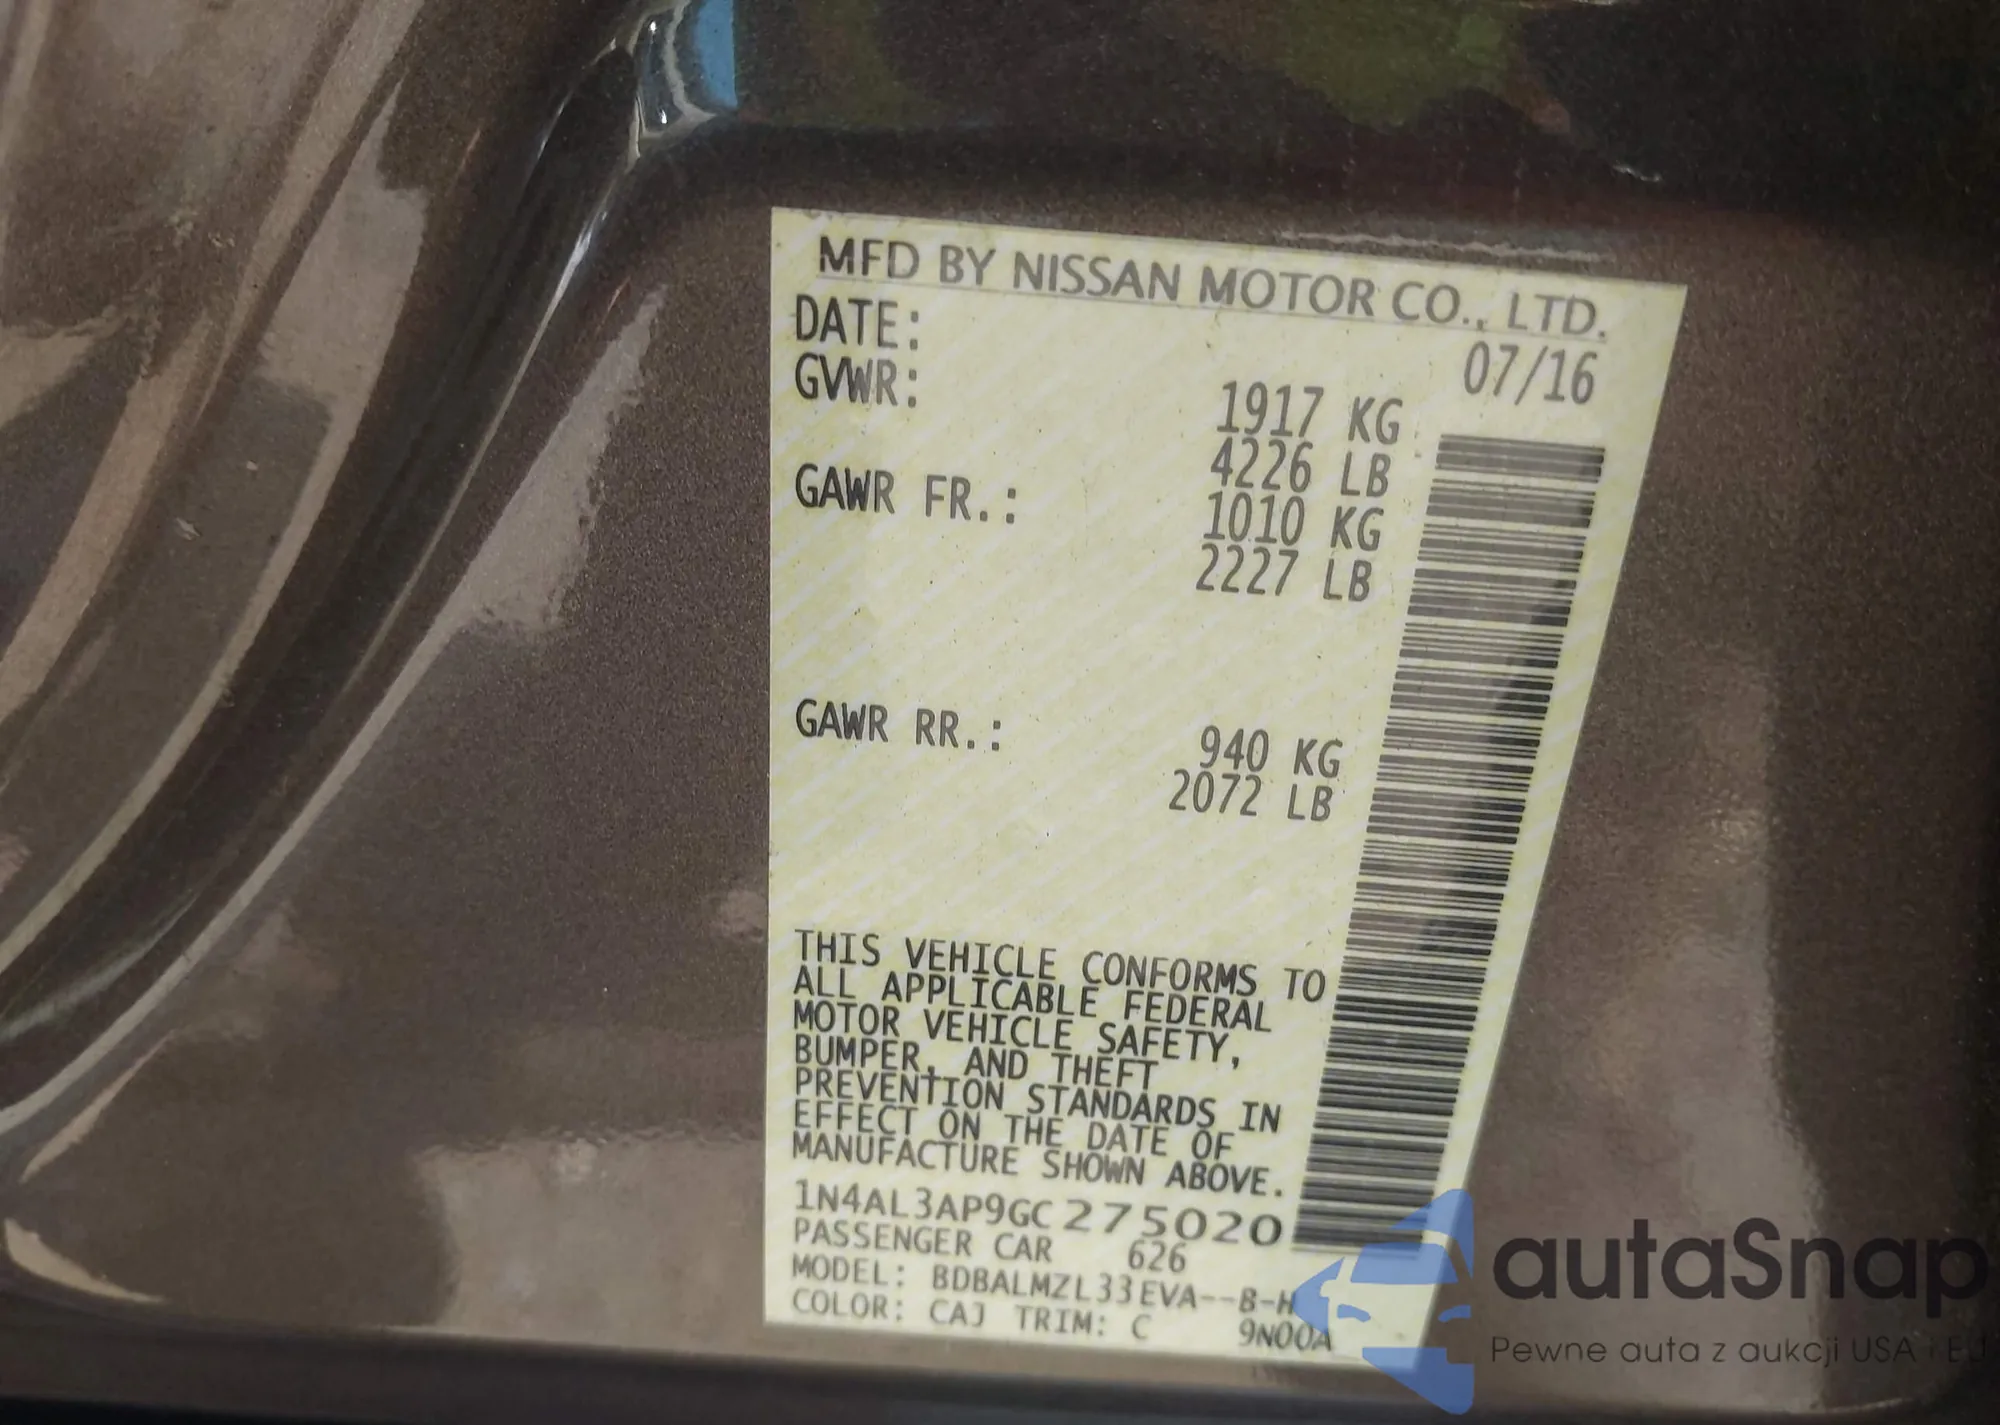 MFD BY NISSAN MOTOR CO., LTD.
DATE: 07/16
GVWR: 1917 KG
4226 LB
GAWR FR.: 1010 KG
2227 LB
GAWR RR.: 940 KG
2072 LB
THIS VEHICLE CONFORMS TO
ALL APPLICABLE FEDERAL
MOTOR VEHICLE SAFETY,
BUMPER, AND THEFT
PREVENTION STANDARDS IN
EFFECT ON THE DATE OF
MANUFACTURE SHOWN ABOVE.
1N4AL3AP9GC275020
PASSENGER CAR 626
MODEL: BDBALMZL33EVA--B-H
COLOR: CAJ TRIM: C 9N00A
autaSnap
Pewne auta z aukcji USA i EU